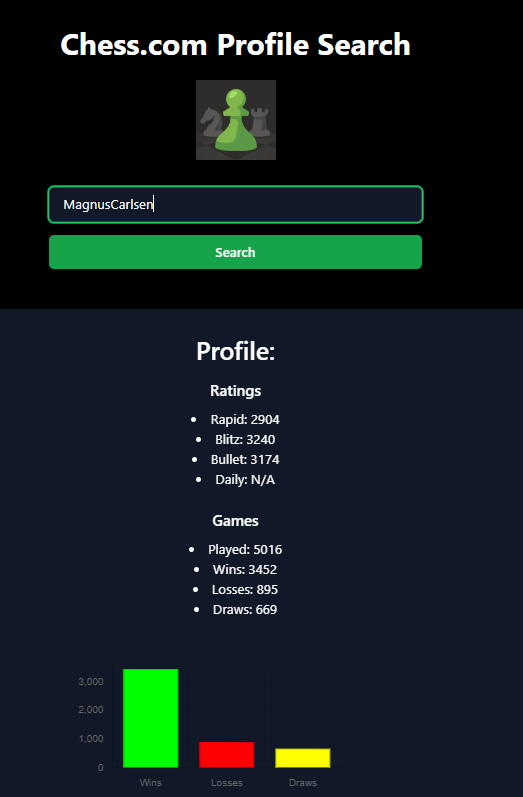 Chess.com Profile Search
MagnusCarlsen
Search
Profile:
Ratings
Rapid: 2904
Blitz: 3240
Bullet: 3174
Daily: N/A
Games
Played: 5016
Wins: 3452
Losses: 895
Draws: 669
3,000
2,000
1,000
0
Wins Losses Draws